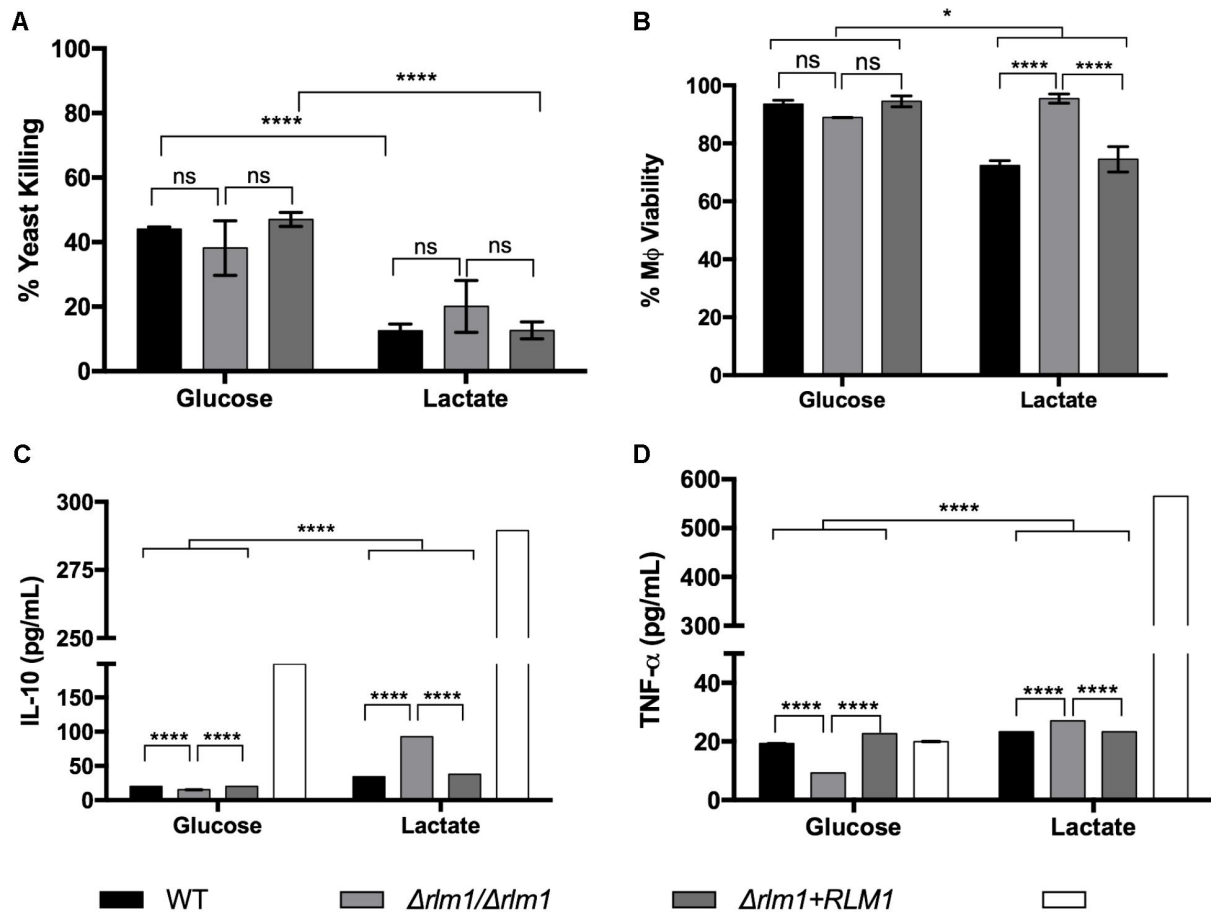 A
% Yeast Killing
100
80
60
40
20
0
****
****
ns
ns
ns
ns
Glucose
Lactate
B
% Mϕ Viability
100
80
60
40
20
0
*
ns
ns
****
****
Glucose
Lactate
C
IL-10 (pg/mL)
300
275
250
150
100
50
0
****
****
****
****
****
Glucose
Lactate
D
TNF-α (pg/mL)
600
500
400
300
40
20
0
****
****
****
****
****
Glucose
Lactate
WT
Δrlm1/Δrlm1
Δrlm1+RLM1